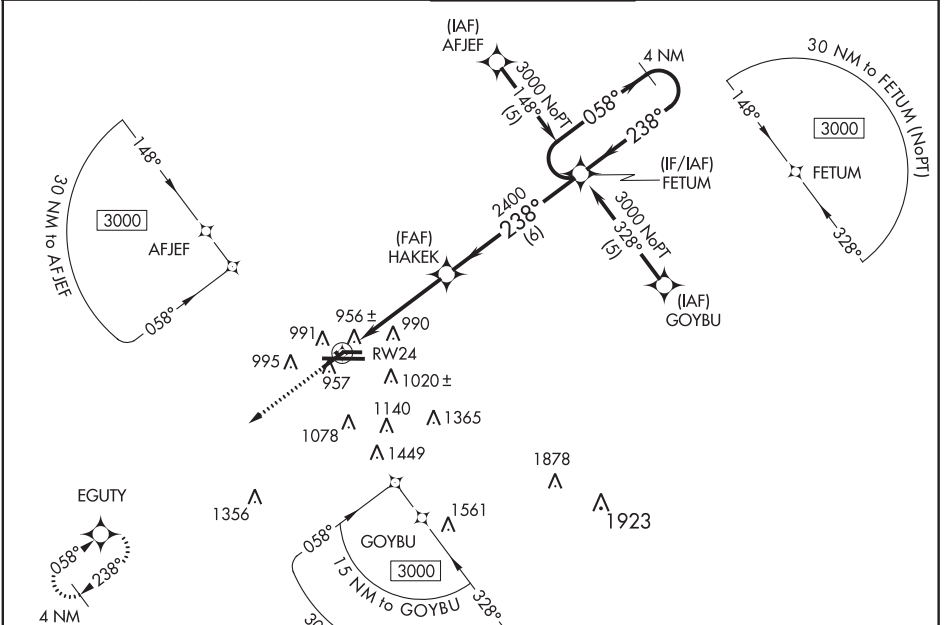 (IAF)
AFJEF
4 NM
3000 NoPT
148°
(5)
058°
238°
30 NM to FETUM (NoPT)
148°
3000
FETUM
328°
(IF/IAF)
FETUM
148°
30 NM to AFJEF
3000
AFJEF
058°
2400
238°
(6)
3000 NoPT
328°
(5)
(FAF)
HAKEK
(IAF)
GOYBU
956 ±
991
990
995
RW24
957
1020 ±
1140
1365
1078
1449
1878
1356
1923
1561
EGUTY
058°
238°
4 NM
058°
GOYBU
3000
15 NM to GOYBU
328°
30